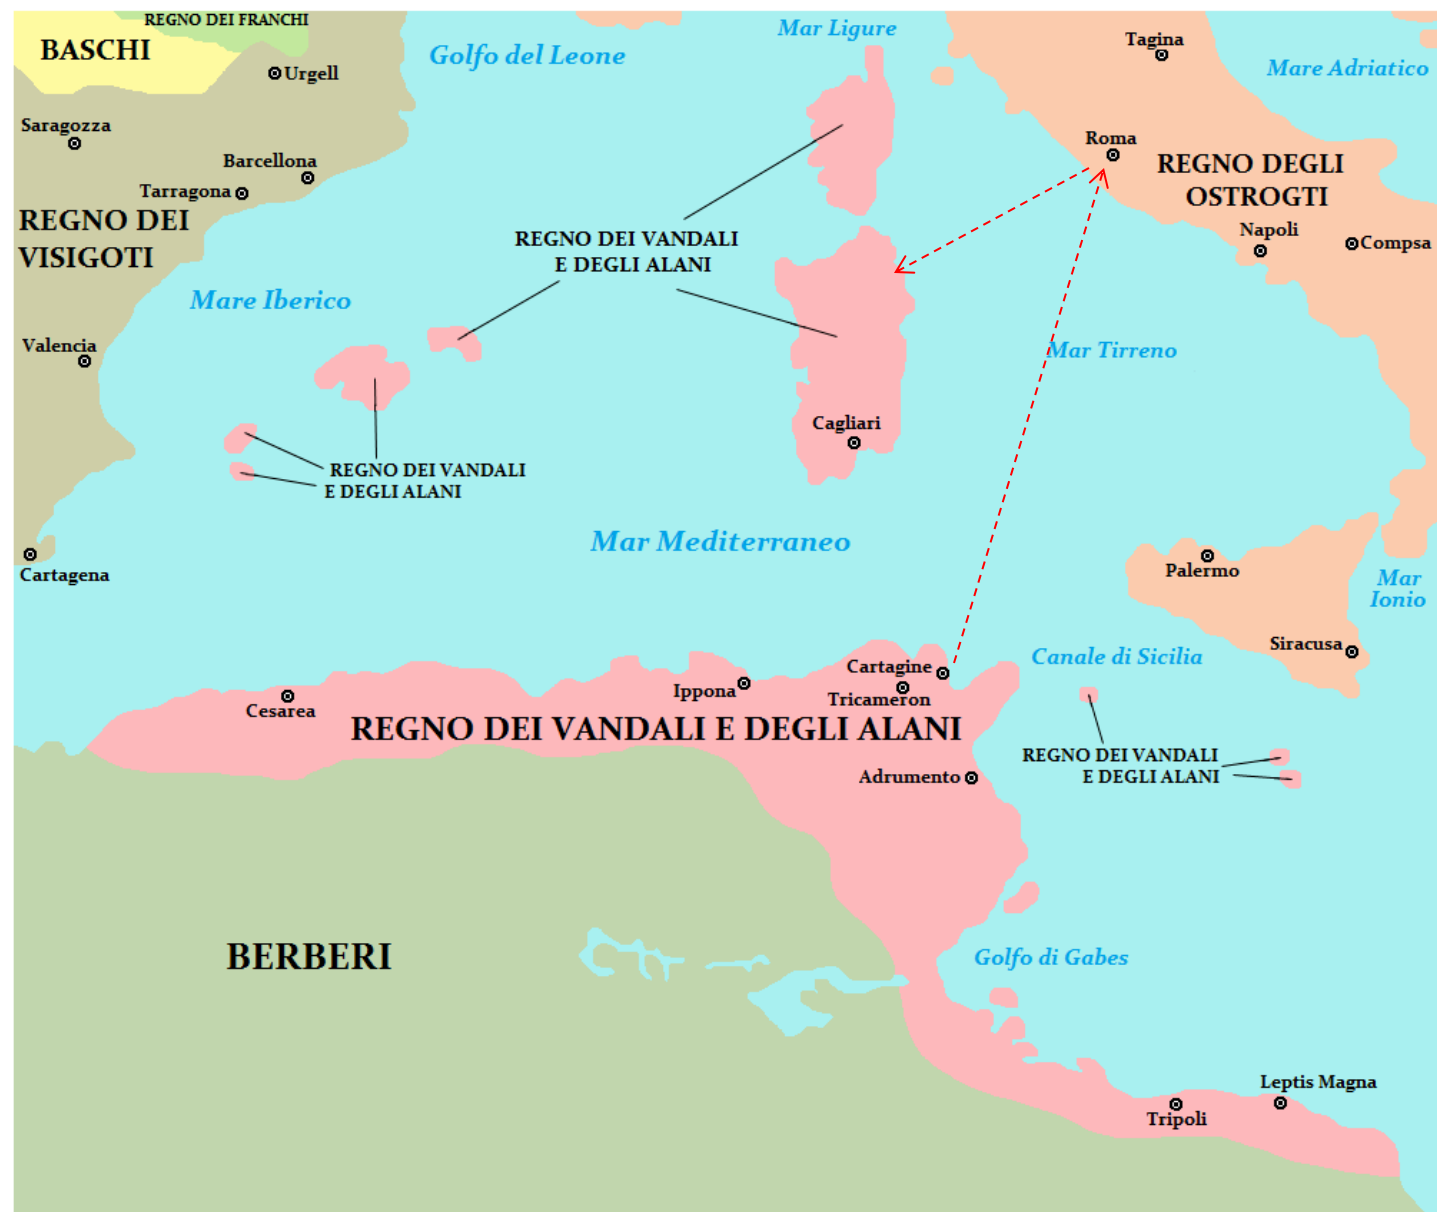 REGNO DEI FRANCHI
BASCHI
Urgell
Golfo del Leone
Mar Ligure
Tagina
Mare Adriatico
Saragozza
Barcellona
Tarragona
Roma
REGNO DEGLI
OSTROGTI
REGNO DEI
VISIGOTI
Napoli
Compsa
REGNO DEI VANDALI
E DEGLI ALANI
Mare Iberico
Valencia
Mar Tirreno
Cagliari
REGNO DEI VANDALI
E DEGLI ALANI
Mar Mediterraneo
Cartagena
Palermo
Mar
Ionio
Siracusa
Canale di Sicilia
Cartagine
Ippona
Tricameron
Cesarea
REGNO DEI VANDALI E DEGLI ALANI
REGNO DEI VANDALI
E DEGLI ALANI
Adrumento
BERBERI
Golfo di Gabes
Leptis Magna
Tripoli